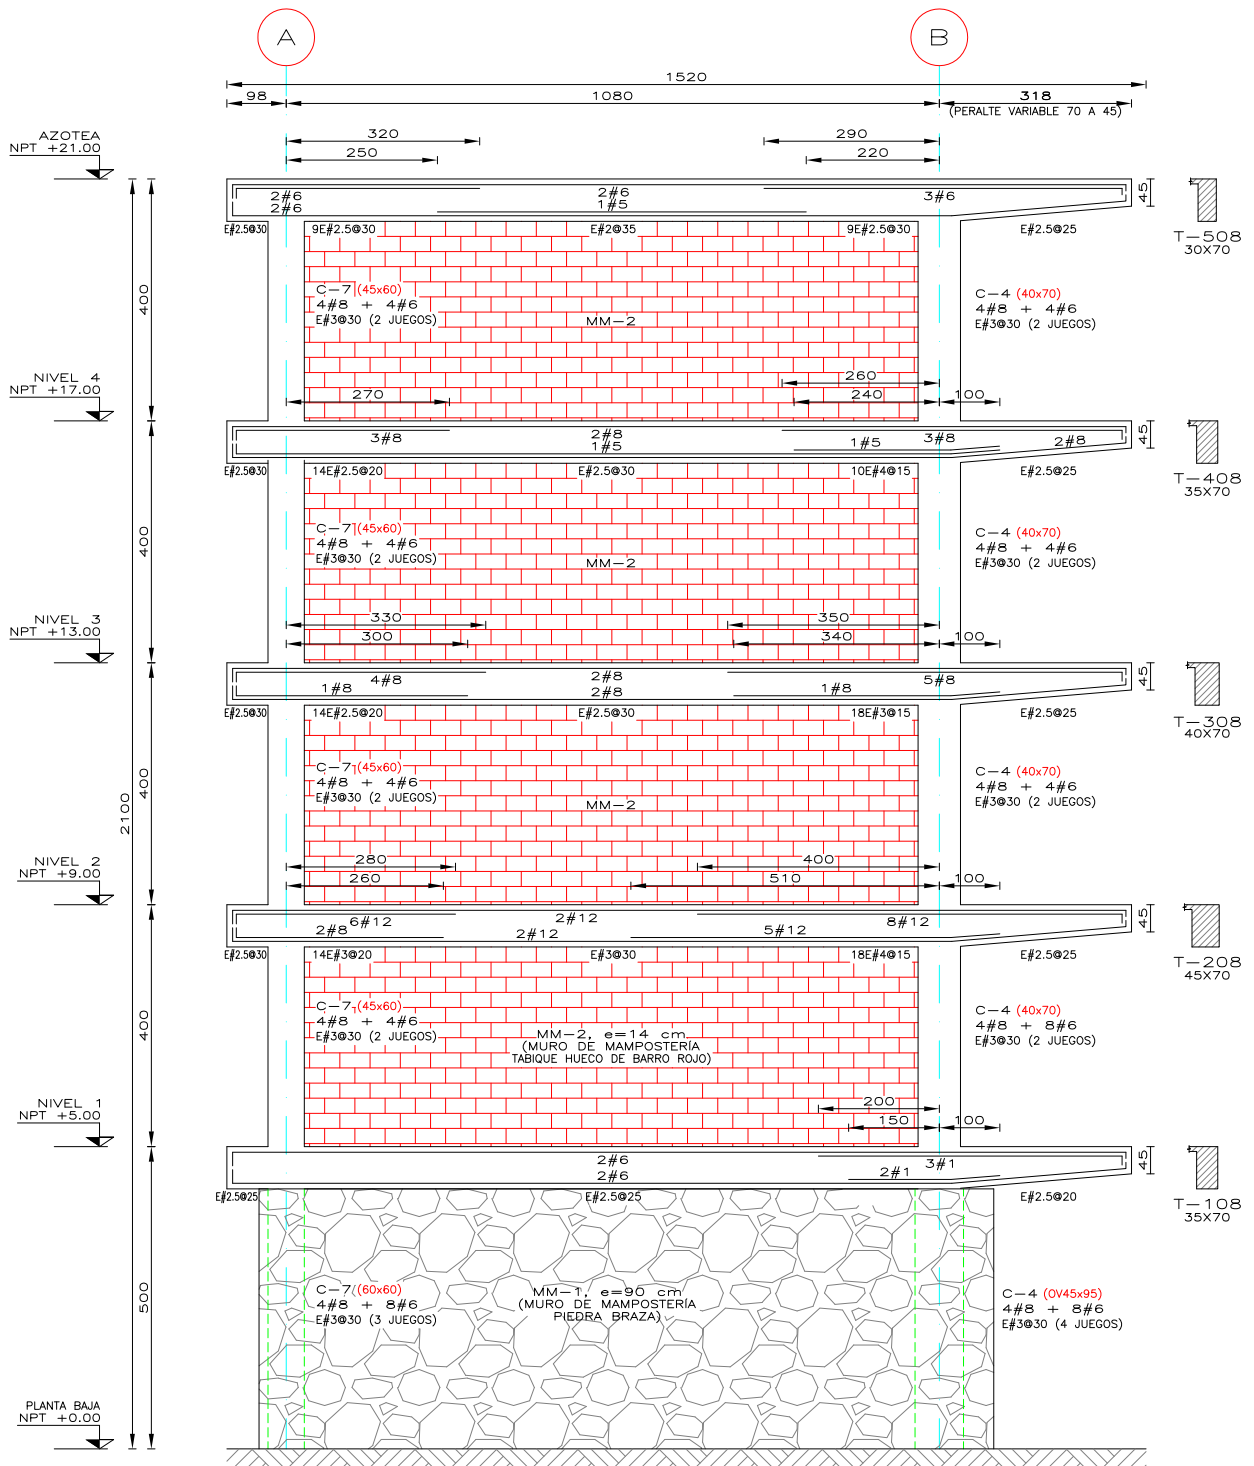 A
B
1520
98
1080
318
(PERALTE VARIABLE 70 A 45)
AZOTEA
NPT +21.00
320
290
250
220
2#6
2#6
2#6
1#5
3#6
45
E#2.5@30
9E#2.5@30
E#2@35
9E#2.5@30
E#2.5@25
T-508
30X70
400
C-7 (45x60)
4#8 + 4#6
E#3@30 (2 JUEGOS)
MM-2
C-4 (40x70)
4#8 + 4#6
E#3@30 (2 JUEGOS)
NIVEL 4
NPT +17.00
260
270
240
100
3#8
2#8
1#5
1#5
3#8
2#8
45
E#2.5@30
14E#2.5@20
E#2.5@30
10E#4@15
E#2.5@25
T-408
35X70
400
C-7 (45x60)
4#8 + 4#6
E#3@30 (2 JUEGOS)
MM-2
C-4 (40x70)
4#8 + 4#6
E#3@30 (2 JUEGOS)
NIVEL 3
NPT +13.00
330
350
300
340
100
4#8
2#8
5#8
1#8
2#8
1#8
45
E#2.5@30
14E#2.5@20
E#2.5@30
18E#3@15
E#2.5@25
T-308
40X70
400
2100
C-7 (45x60)
4#8 + 4#6
E#3@30 (2 JUEGOS)
MM-2
C-4 (40x70)
4#8 + 4#6
E#3@30 (2 JUEGOS)
NIVEL 2
NPT +9.00
280
400
260
510
100
6#12
2#12
8#12
2#8
2#12
5#12
45
E#2.5@30
14E#3@20
E#3@30
18E#4@15
E#2.5@25
T-208
45X70
400
C-7 (45x60)
4#8 + 4#6
E#3@30 (2 JUEGOS)
MM-2, e=14 cm
(MURO DE MAMPOSTERÍA
TABIQUE HUECO DE BARRO ROJO)
C-4 (40x70)
4#8 + 8#6
E#3@30 (2 JUEGOS)
NIVEL 1
NPT +5.00
200
150
100
2#6
2#6
3#1
2#1
45
E#2.5@25
E#2.5@25
E#2.5@20
T-108
35X70
500
C-7 (60x60)
4#8 + 8#6
E#3@30 (3 JUEGOS)
MM-1, e=90 cm
(MURO DE MAMPOSTERÍA
PIEDRA BRAZA)
C-4 (OV45x95)
4#8 + 8#6
E#3@30 (4 JUEGOS)
PLANTA BAJA
NPT +0.00